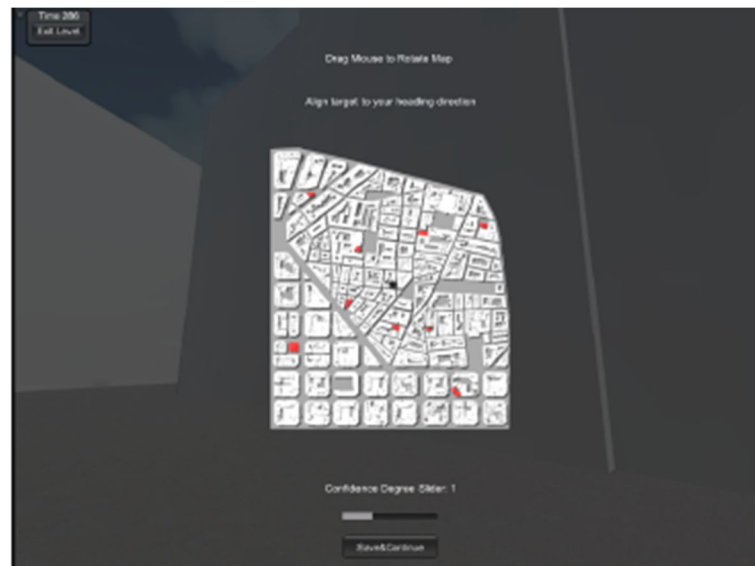 Time 286
Exit Level
Drag Mouse to Rotate Map
Align target to your heading direction
Confidence Degree Slider: 1
Save&Continue